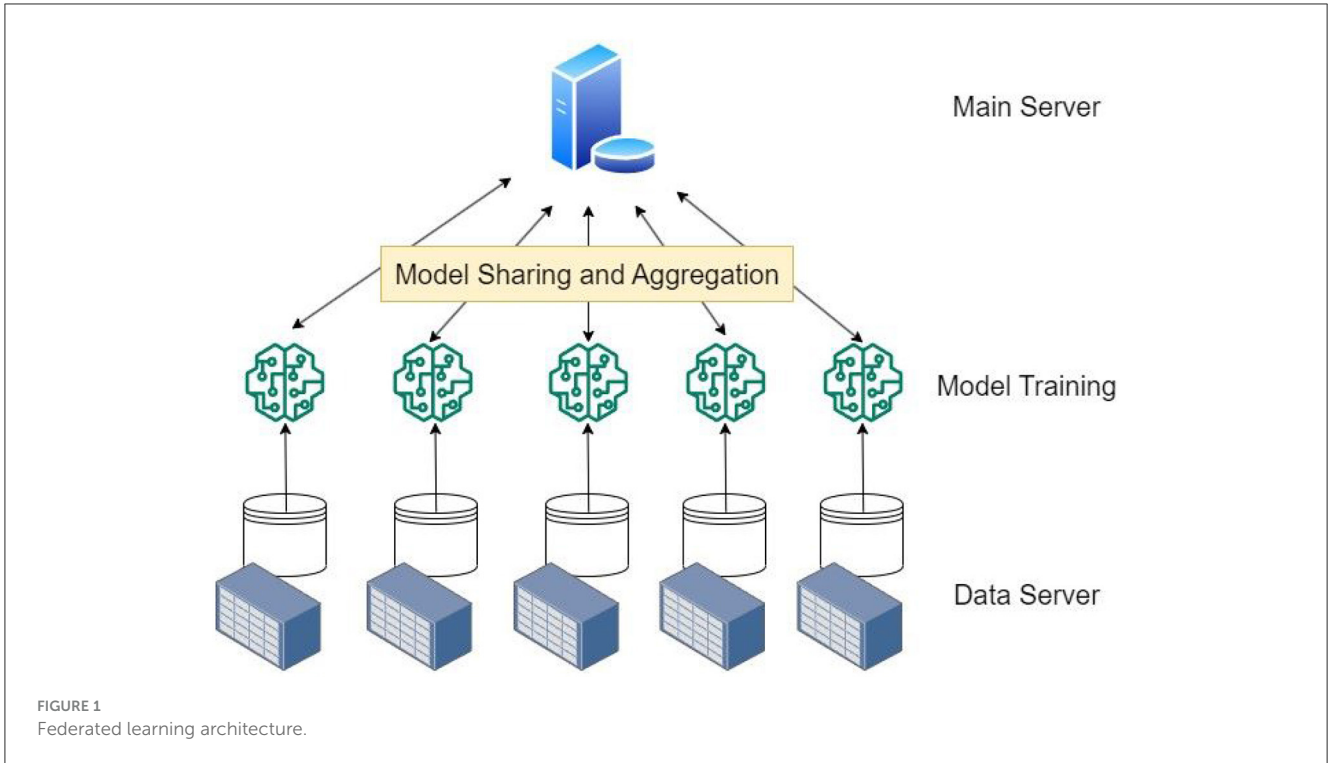 Main Server
Model Sharing and Aggregation
Model Training
Data Server
FIGURE 1
Federated learning architecture.